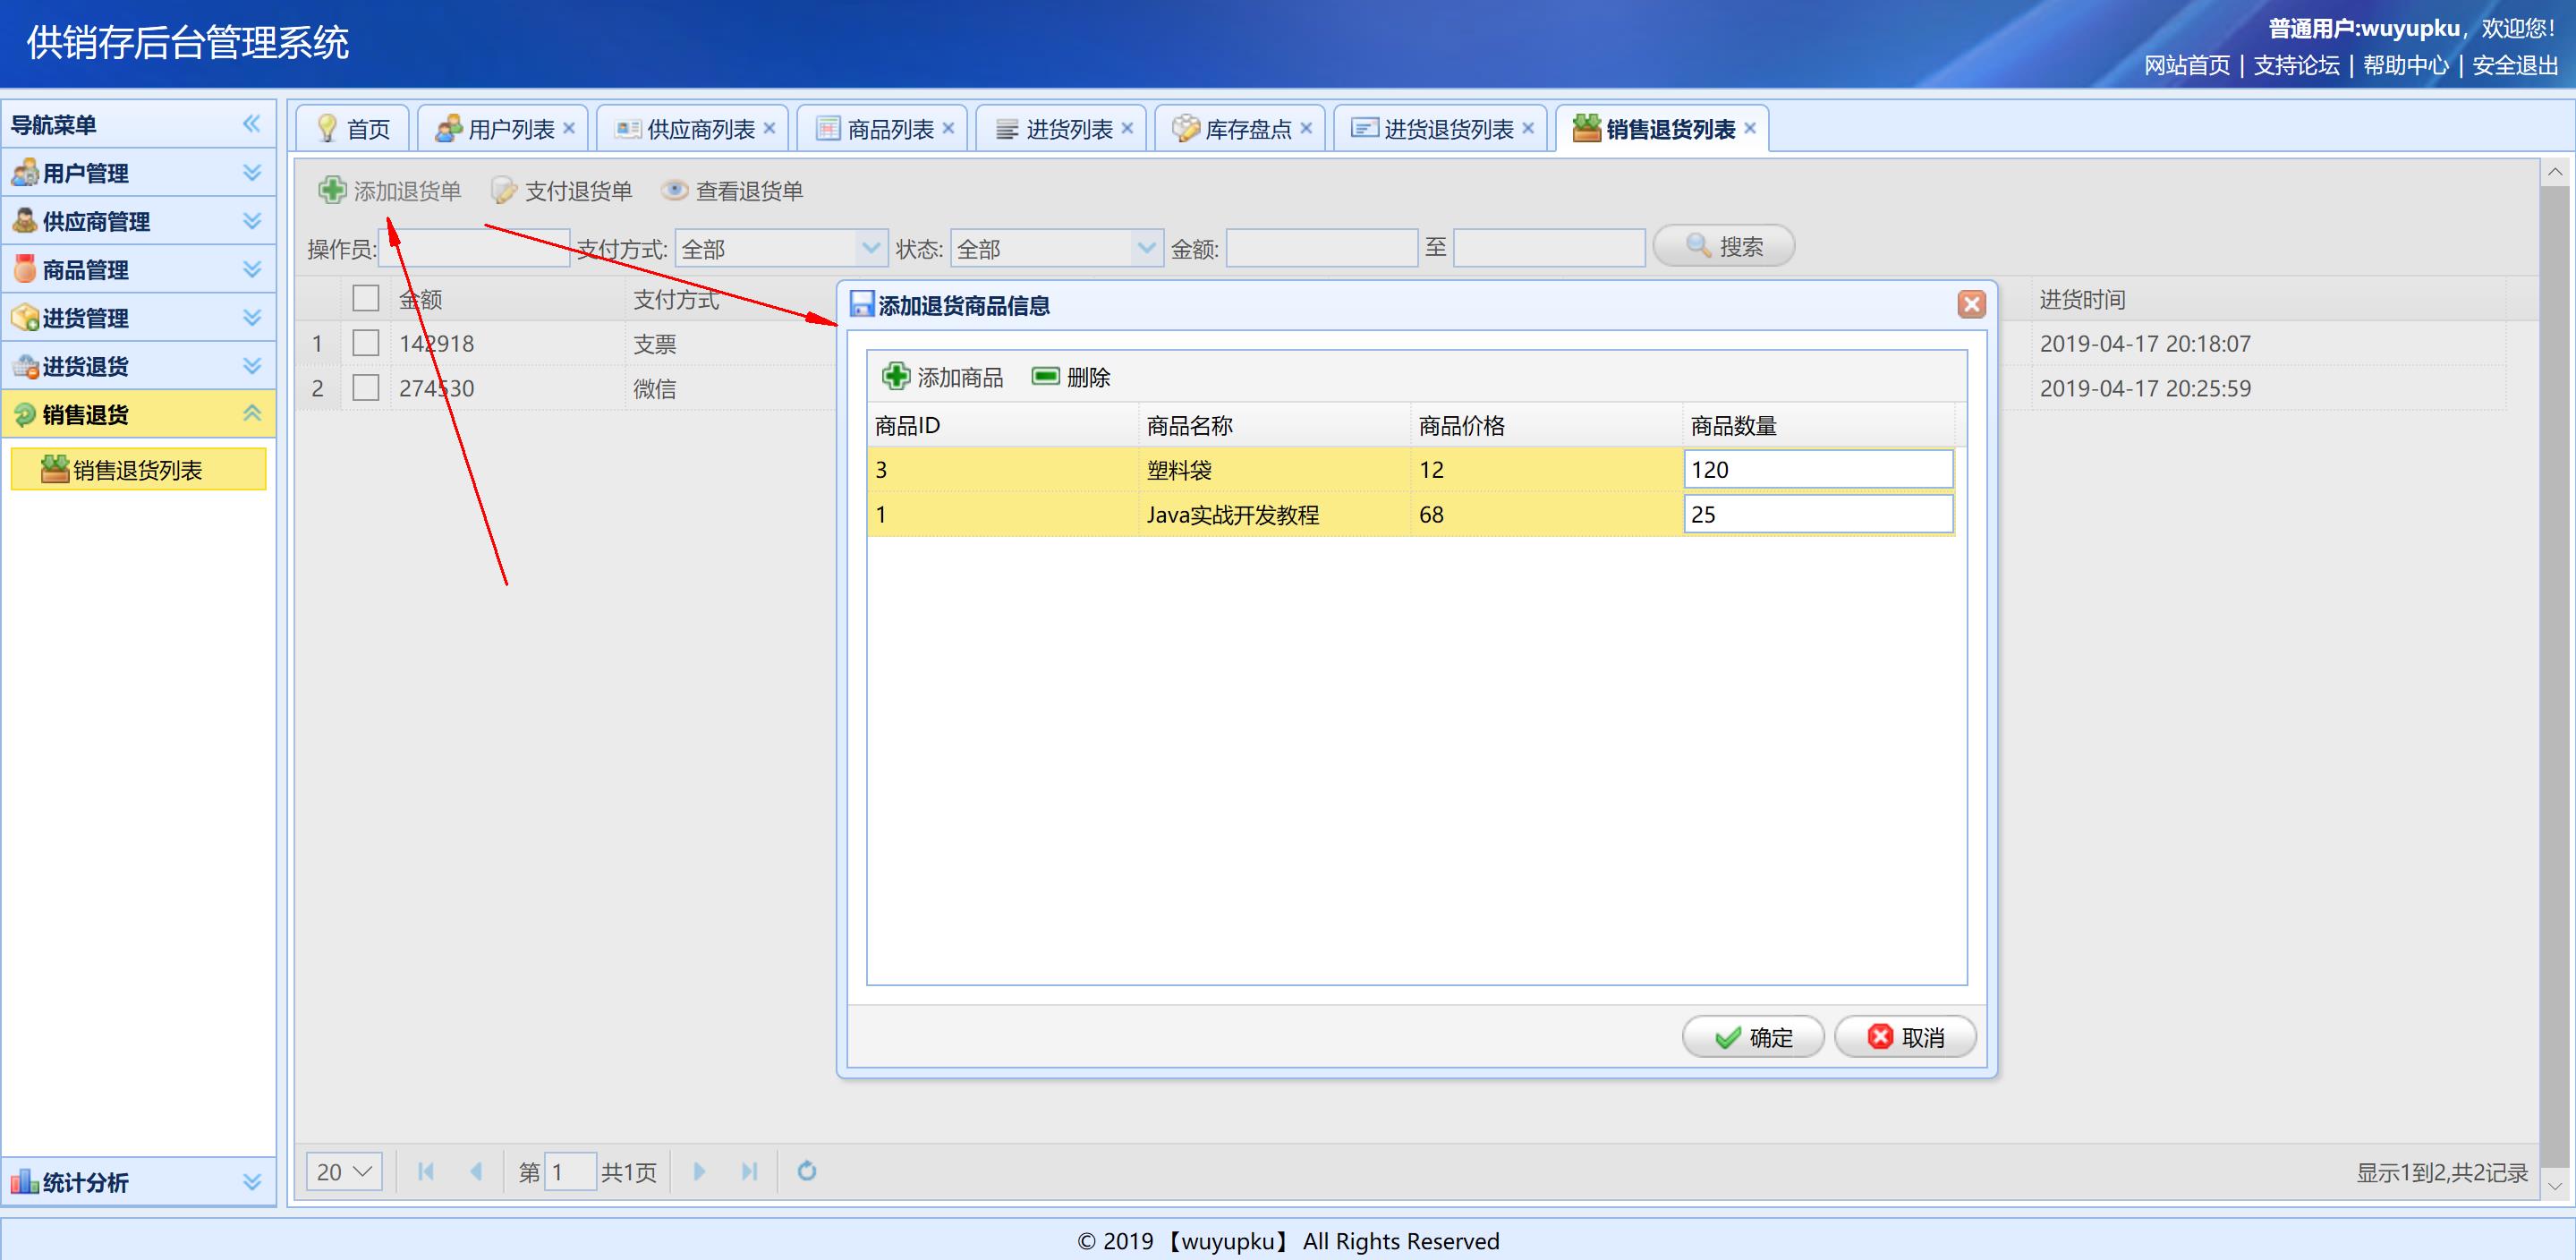 供销存后台管理系统
普通用户:wuyupku，欢迎您!
网站首页 | 支持论坛 | 帮助中心 | 安全退出
导航菜单
用户管理
供应商管理
商品管理
进货管理
进货退货
销售退货
销售退货列表
统计分析
首页 用户列表 供应商列表 商品列表 进货列表 库存盘点 进货退货列表 销售退货列表
添加退货单 支付退货单 查看退货单
操作员: 支付方式: 全部 状态: 全部 金额: 至 搜索
金额 支付方式 进货时间
1 142918 支票 2019-04-17 20:18:07
2 274530 微信 2019-04-17 20:25:59
添加退货商品信息
添加商品 删除
商品ID 商品名称 商品价格 商品数量
3 塑料袋 12 120
1 Java实战开发教程 68 25
确定 取消
20 第 1 共1页 显示1到2,共2记录
© 2019 【wuyupku】 All Rights Reserved